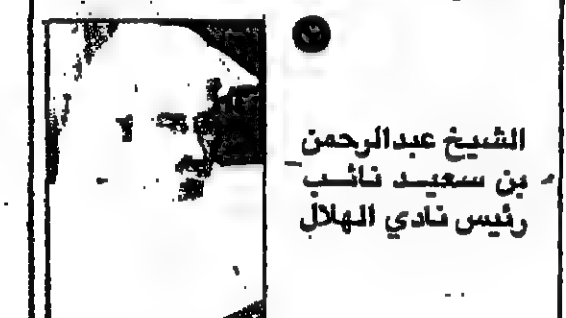 الشيخ عبدالرحمن
بن سعيد نائب
رئيس نادي الهلال